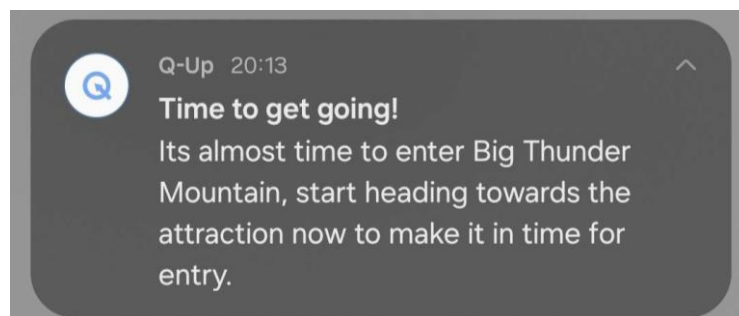 Q
Q-Up 20:13
Time to get going!
Its almost time to enter Big Thunder
Mountain, start heading towards the
attraction now to make it in time for
entry.